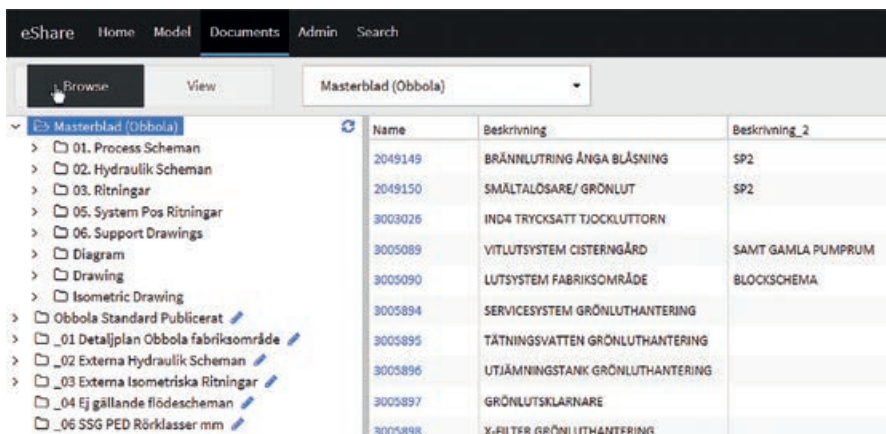 eShare Home Model Documents Admin Search
Browse View Masterblad (Obbola)
Masterblad (Obbola)
01. Process Scheman
02. Hydraulik Scheman
03. Ritningar
05. System Pos Ritningar
06. Support Drawings
Diagram
Drawing
Isometric Drawing
Obbola Standard Publicerat
_01 Detaljplan Obbola fabriksområde
_02 Externa Hydraulik Scheman
_03 Externa Isometriska Ritningar
_04 Ej gällande flödescheman
_06 SSG PED Rörklasser mm
Name Beskrivning Beskrivning_2
2049149 BRÄNNLUTRING ÅNGA BLÅSNING SP2
2049150 SMÄLTALÖSARE/ GRÖNLUT SP2
3003026 IND4 TRYCKSATT TJOCKLUTTORN
3005089 VITLUTSYSTEM CISTERNGÅRD SAMT GAMLA PUMPRUM
3005090 LUTSYSTEM FABRIKSOMRÅDE BLOCKSCHEMA
3005894 SERVICESYSTEM GRÖNLUTHANTERING
3005895 TÄTNINGSVATTEN GRÖNLUTHANTERING
3005896 UTJÄMNINGSTANK GRÖNLUTHANTERING
3005897 GRÖNLUTSKLARNARE
3005898 X-FILTER GRÖNLUTHANTERING